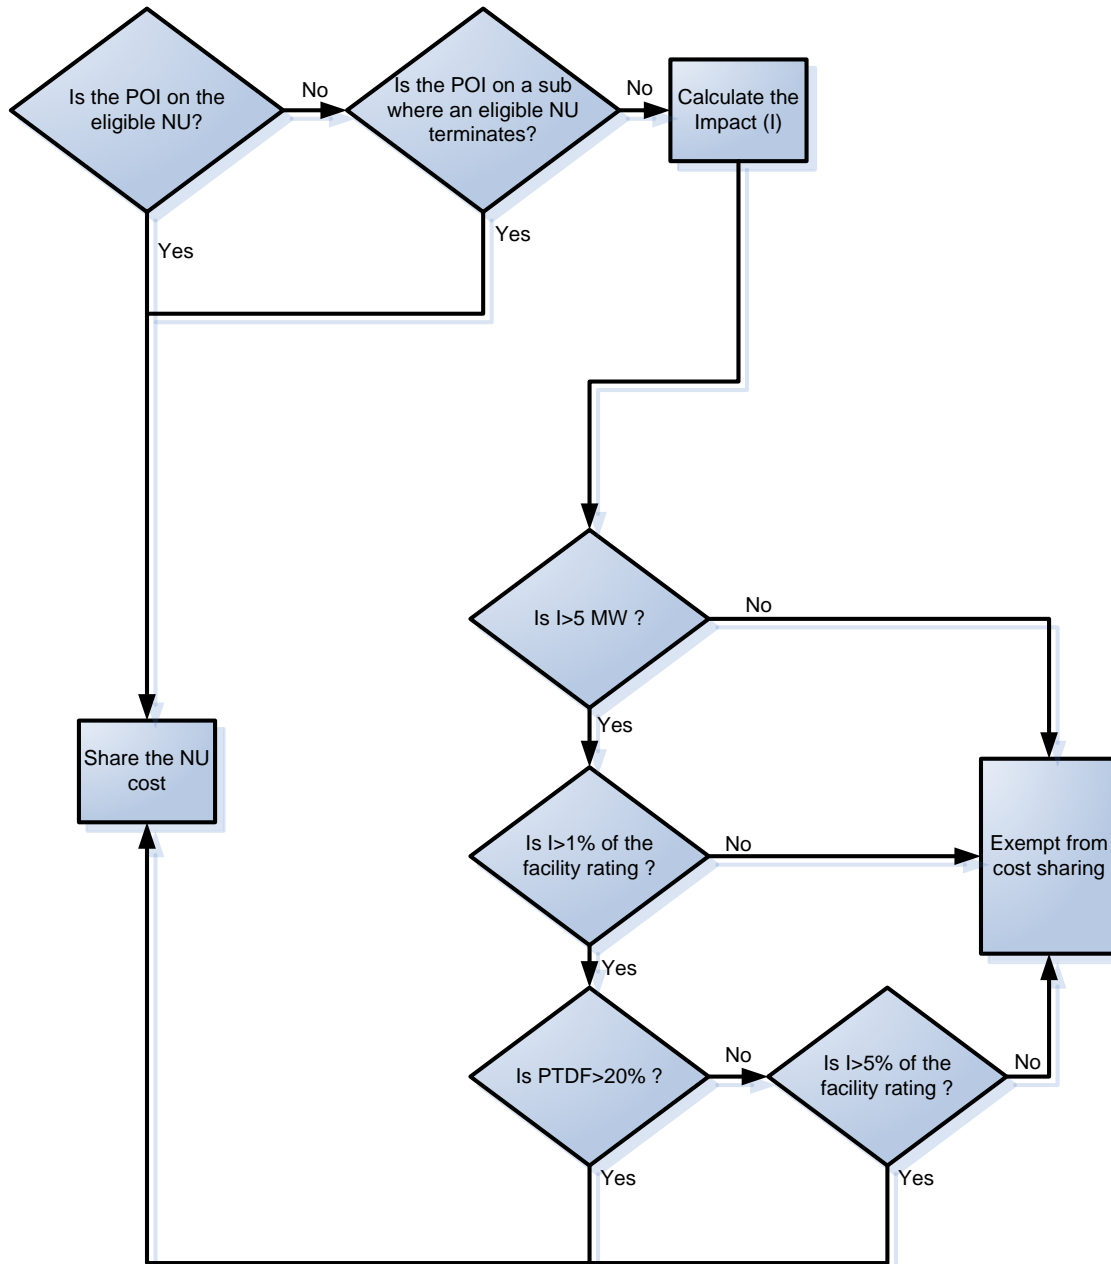 Is the POI on the
eligible NU?
No
Is the POI on a sub
where an eligible NU
terminates?
No
Calculate the
Impact (I)
Yes
Yes
Is I>5 MW ?
No
Yes
Share the NU
cost
Is I>1% of the
facility rating ?
No
Exempt from
cost sharing
Yes
Is PTDF>20% ?
No
Is I>5% of the
facility rating ?
No
Yes
Yes